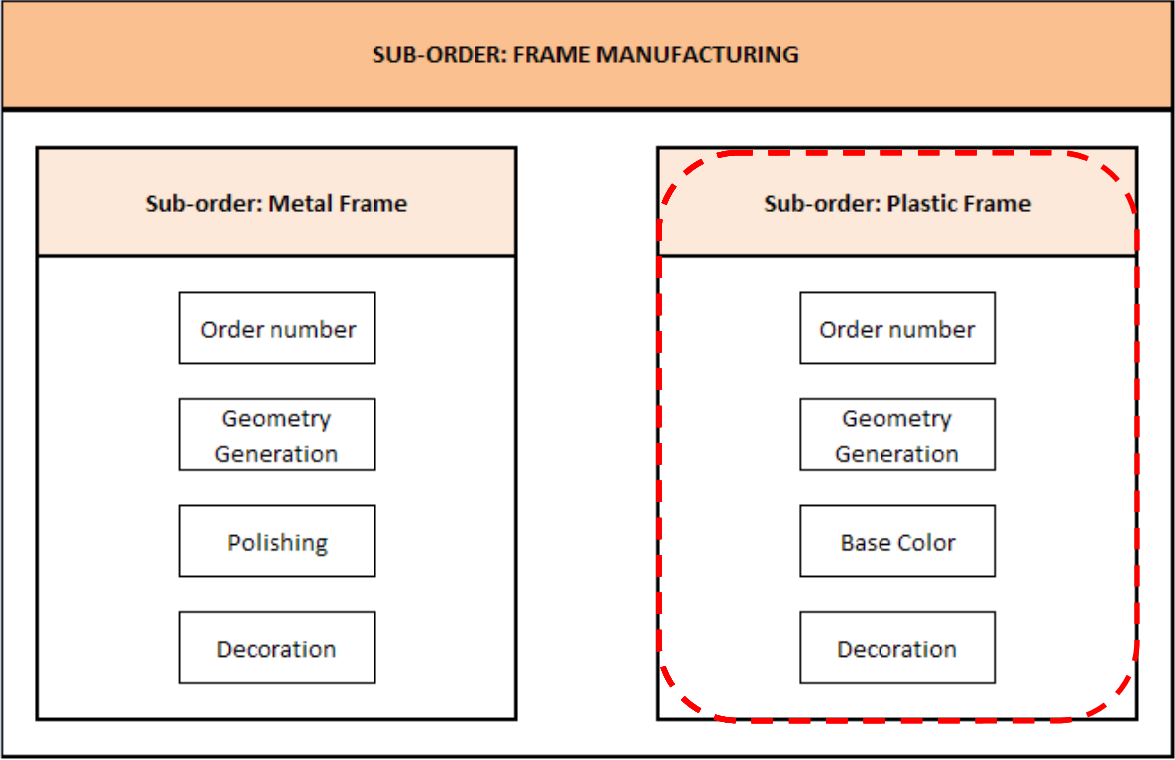 SUB-ORDER: FRAME MANUFACTURING
Sub-order: Metal Frame
Order number
Geometry
Generation
Polishing
Decoration
Sub-order: Plastic Frame
Order number
Geometry
Generation
Base Color
Decoration